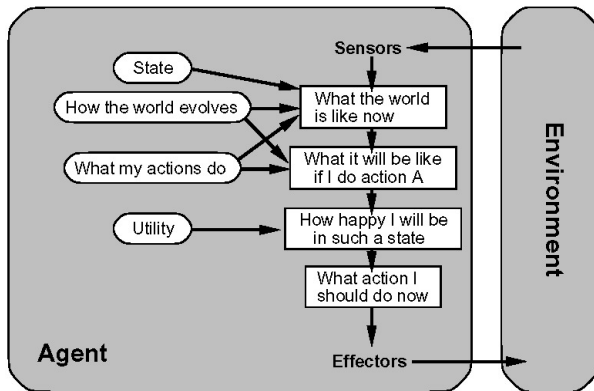 Sensors
State
How the world evolves
What the world
is like now
What my actions do
What it will be like
if I do action A
Utility
How happy I will be
in such a state
What action I
should do now
Agent
Effectors
Environment